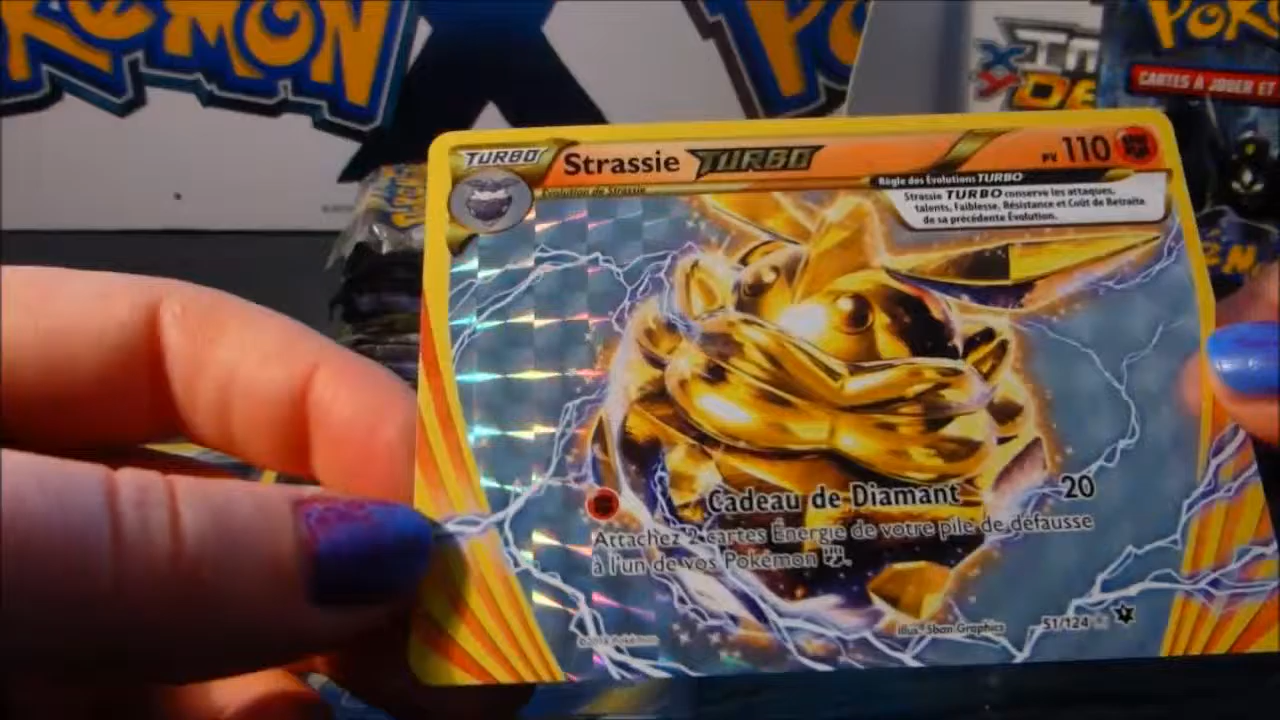 POKÉMON
POKÉ
CARTES À JOUER ET
XY
TURBO
Strassie TURBO
PV 110
Évolution de Strassie
Règle des Évolutions TURBO
Strassie TURBO conserve les attaques,
talents, Faiblesse, Résistance et Coût de Retraite
de sa précédente Évolution.
Cadeau de Diamant 20
Attachez 2 cartes Énergie de votre pile de défausse
à l'un de vos Pokémon
illus. 5ban Graphics
51/124
©2016 Pokémon